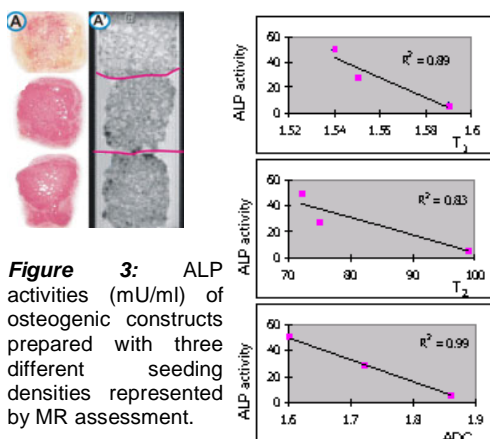 A
A'
Figure 3: ALP
activities (mU/ml) of
osteogenic constructs
prepared with three
different seeding
densities represented
by MR assessment.
ALP activity
60
40
20
0
R² = 0.89
1.52 1.54 1.56 1.58 1.6
T₁
ALP activity
60
40
20
0
R² = 0.83
70 80 90 100
T₂
ALP activity
60
40
20
0
R² = 0.99
1.6 1.7 1.8 1.9
ADC